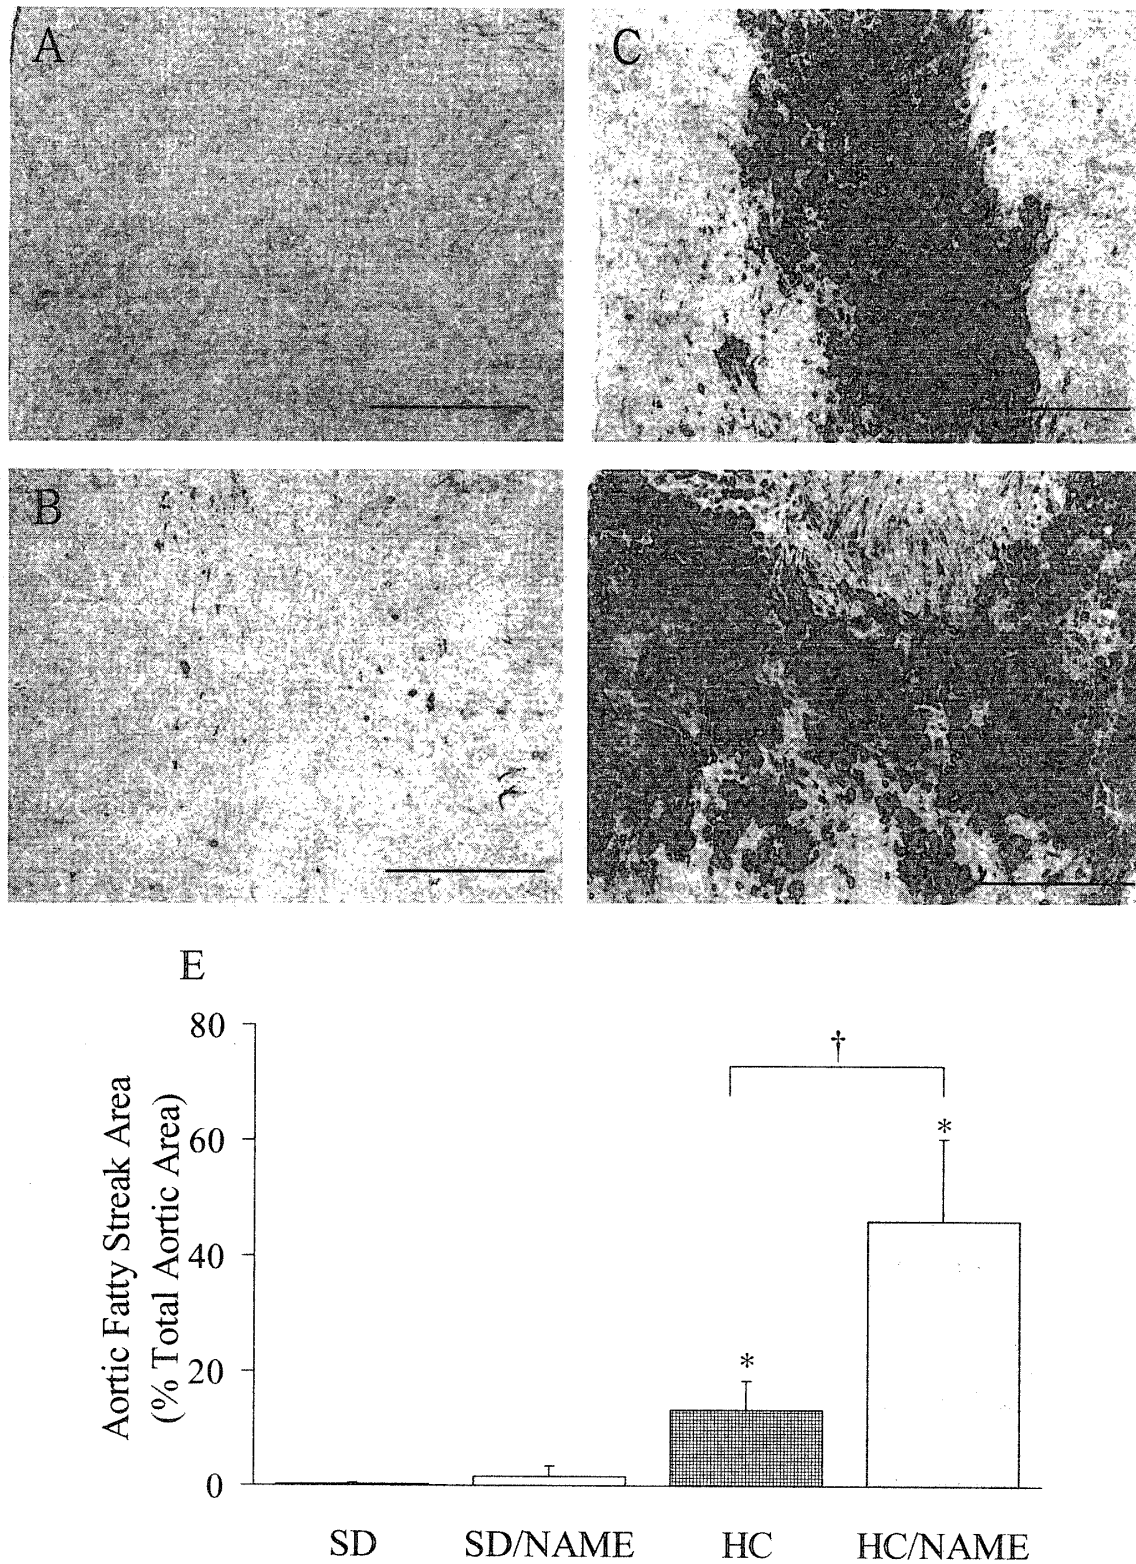 A
C
B
E
80
60
40
20
0
Aortic Fatty Streak Area
(% Total Aortic Area)
†
*
*
SD
SD/NAME
HC
HC/NAME